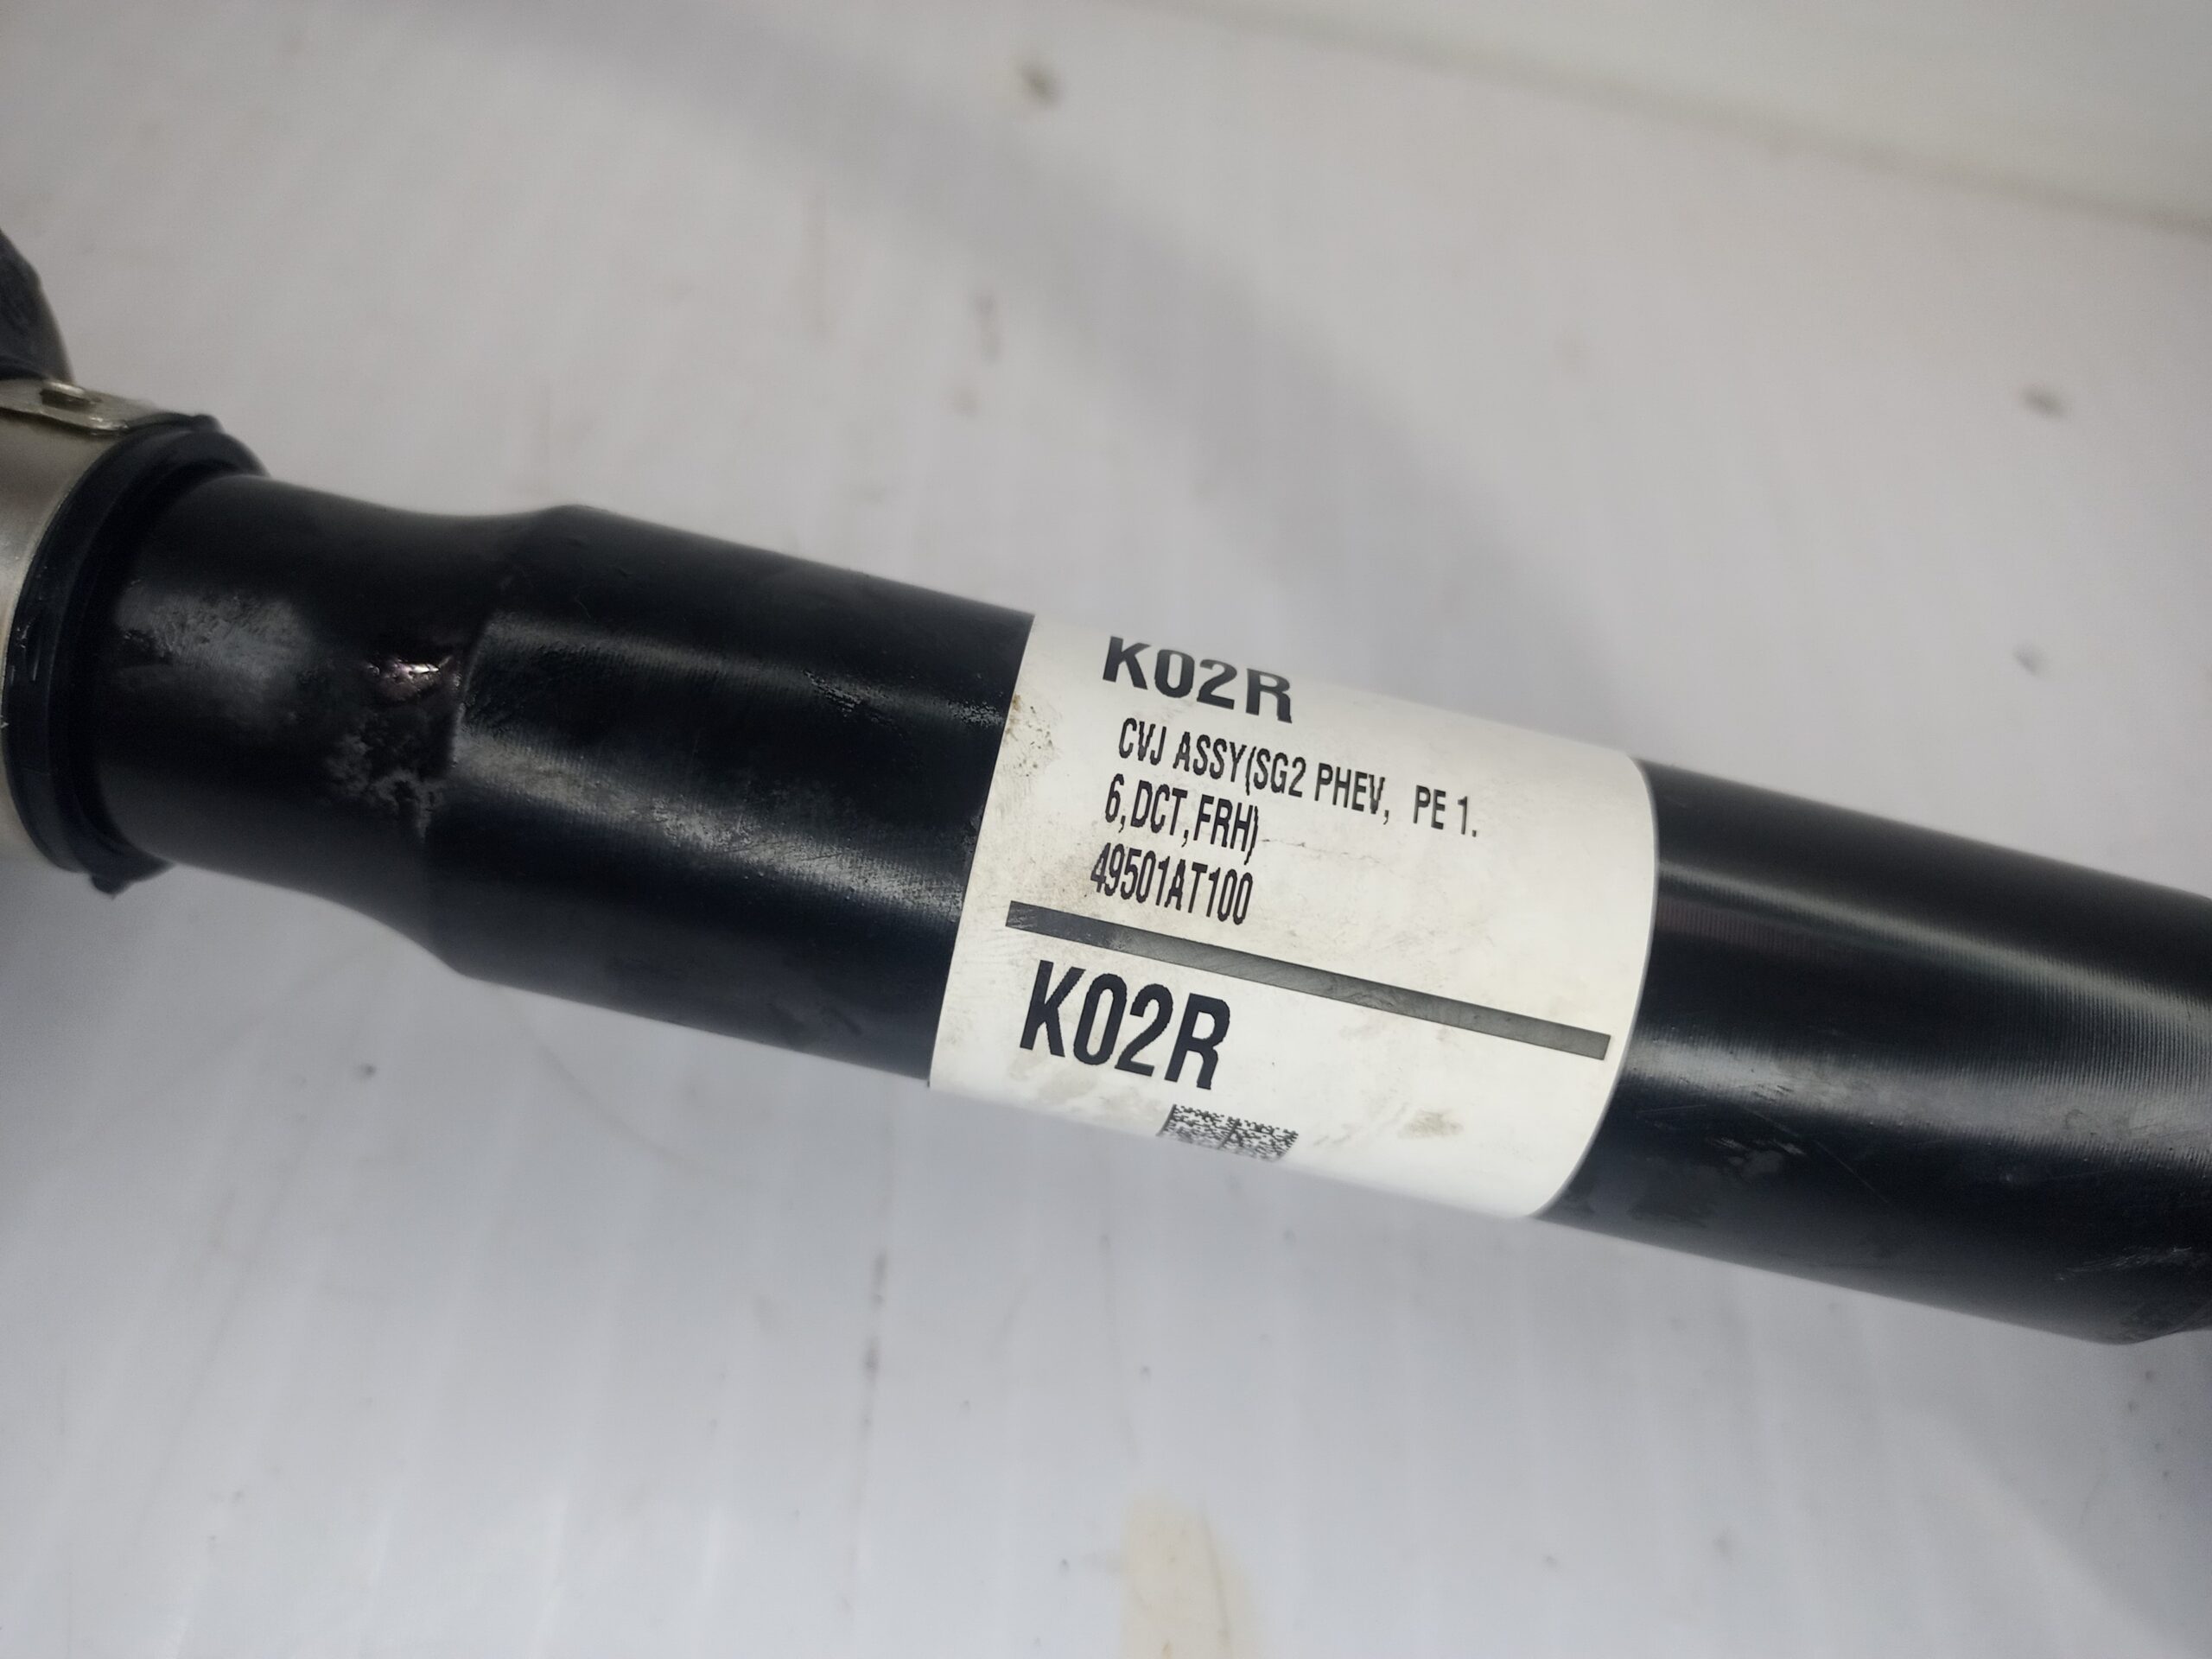 K02R
CVJ ASSY(SG2 PHEV, PE 1.
6,DCT,FRH)
49501AT100
K02R